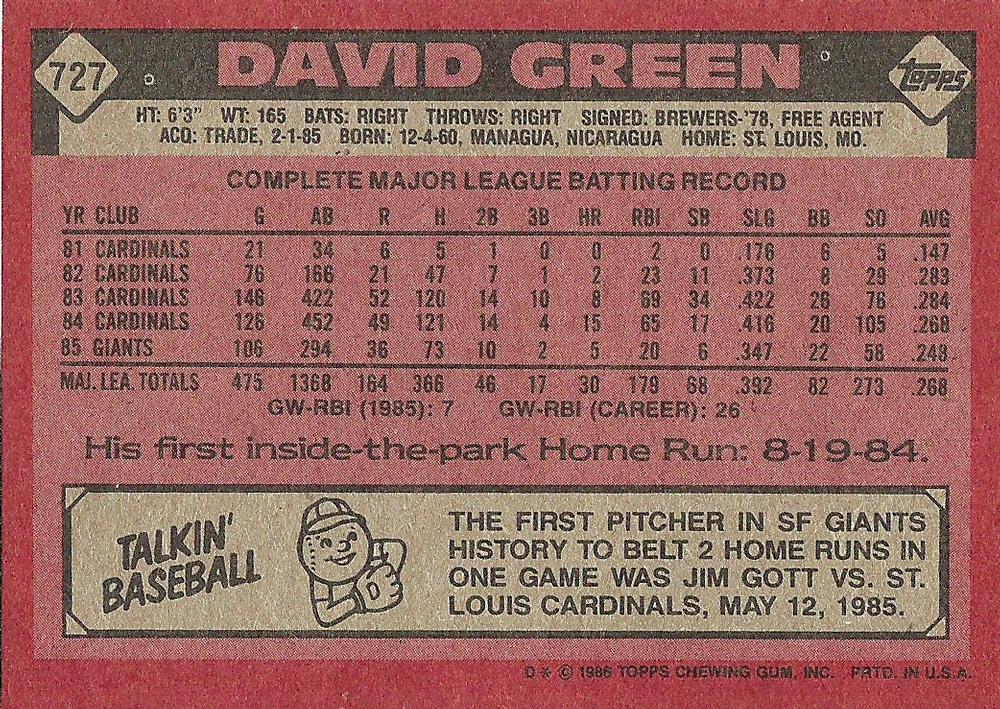 727 DAVID GREEN TOPPS
HT: 6'3" WT: 165 BATS: RIGHT THROWS: RIGHT SIGNED: BREWERS-'78, FREE AGENT
ACQ: TRADE, 2-1-85 BORN: 12-4-60, MANAGUA, NICARAGUA HOME: ST. LOUIS, MO.
COMPLETE MAJOR LEAGUE BATTING RECORD
YR CLUB G AB R H 2B 3B HR RBI SB SLG BB SO AVG
81 CARDINALS 21 34 6 5 1 0 0 2 0 .176 6 5 .147
82 CARDINALS 76 166 21 47 7 1 2 23 11 .373 8 29 .283
83 CARDINALS 146 422 52 120 14 10 8 69 34 .422 26 76 .284
84 CARDINALS 126 452 49 121 14 4 15 65 17 .416 20 105 .268
85 GIANTS 106 294 36 73 10 2 5 20 6 .347 22 58 .248
MAJ. LEA. TOTALS 475 1368 164 366 46 17 30 179 68 .392 82 273 .268
GW-RBI (1985): 7 GW-RBI (CAREER): 26
His first inside-the-park Home Run: 8-19-84.
TALKIN'
BASEBALL
THE FIRST PITCHER IN SF GIANTS
HISTORY TO BELT 2 HOME RUNS IN
ONE GAME WAS JIM GOTT VS. ST.
LOUIS CARDINALS, MAY 12, 1985.
D * © 1986 TOPPS CHEWING GUM, INC. PRTD. IN U.S.A.